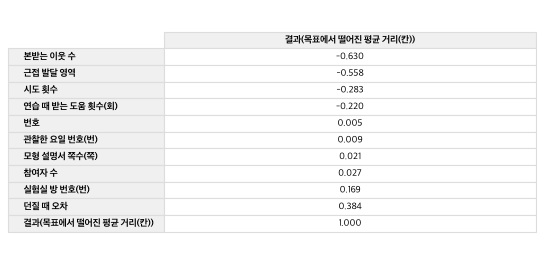 결과(목표에서 떨어진 평균 거리(칸))
본받는 이웃 수 -0.630
근접 발달 영역 -0.558
시도 횟수 -0.283
연습 때 받는 도움 횟수(회) -0.220
번호 0.005
관찰한 요일 번호(번) 0.009
모형 설명서 쪽수(쪽) 0.021
참여자 수 0.027
실험실 방 번호(번) 0.169
던질 때 오차 0.384
결과(목표에서 떨어진 평균 거리(칸)) 1.000